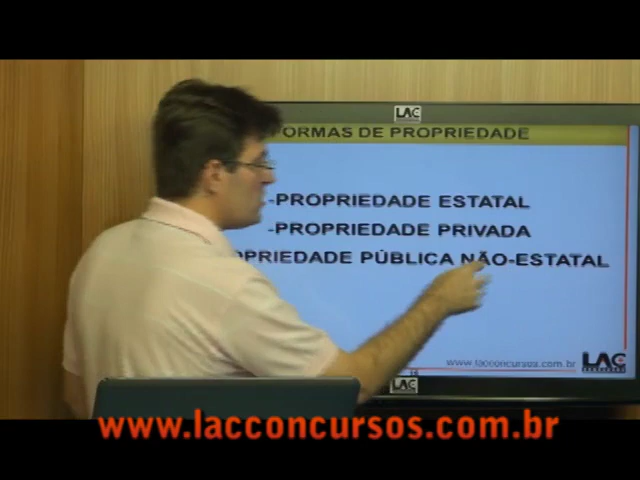 LAC
FORMAS DE PROPRIEDADE
-PROPRIEDADE ESTATAL
-PROPRIEDADE PRIVADA
OPRIEDADE PÚBLICA NÃO-ESTATAL
www.lacconcursos.com.br
LAC
LAC
www.lacconcursos.com.br